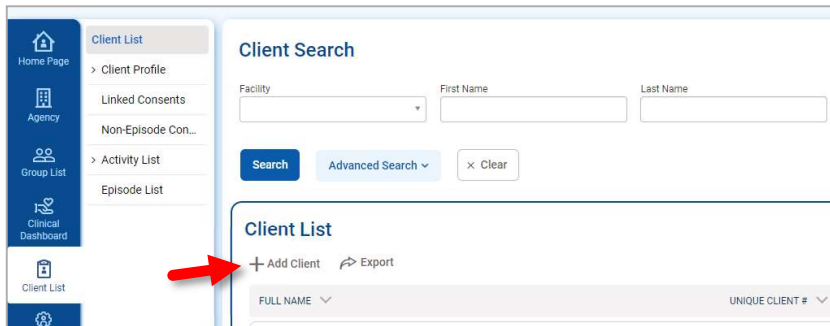 Home Page
Agency
Group List
Clinical
Dashboard
Client List
Client List
> Client Profile
Linked Consents
Non-Episode Con...
> Activity List
Episode List
Client Search
Facility
First Name
Last Name
Search
Advanced Search
× Clear
Client List
+ Add Client
Export
FULL NAME
UNIQUE CLIENT #